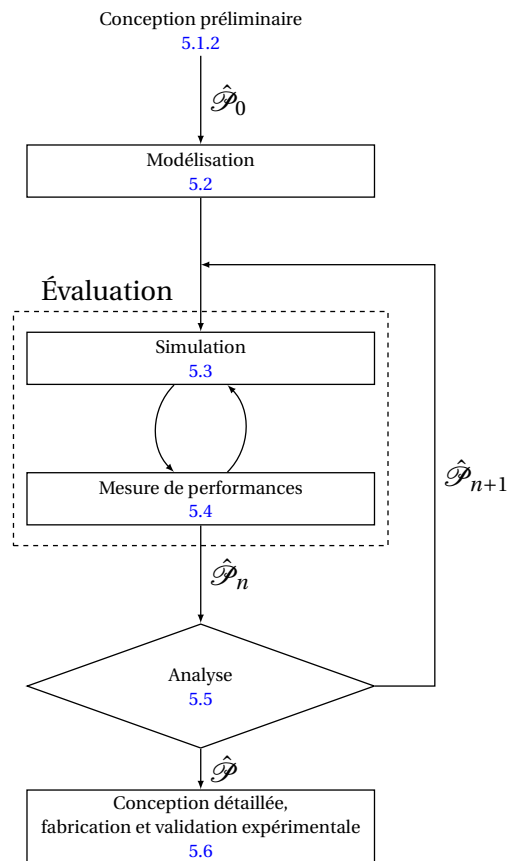 Conception préliminaire
5.1.2
𝒫̂0
Modélisation
5.2
Évaluation
Simulation
5.3
Mesure de performances
5.4
𝒫̂n+1
𝒫̂n
Analyse
5.5
𝒫̂
Conception détaillée,
fabrication et validation expérimentale
5.6